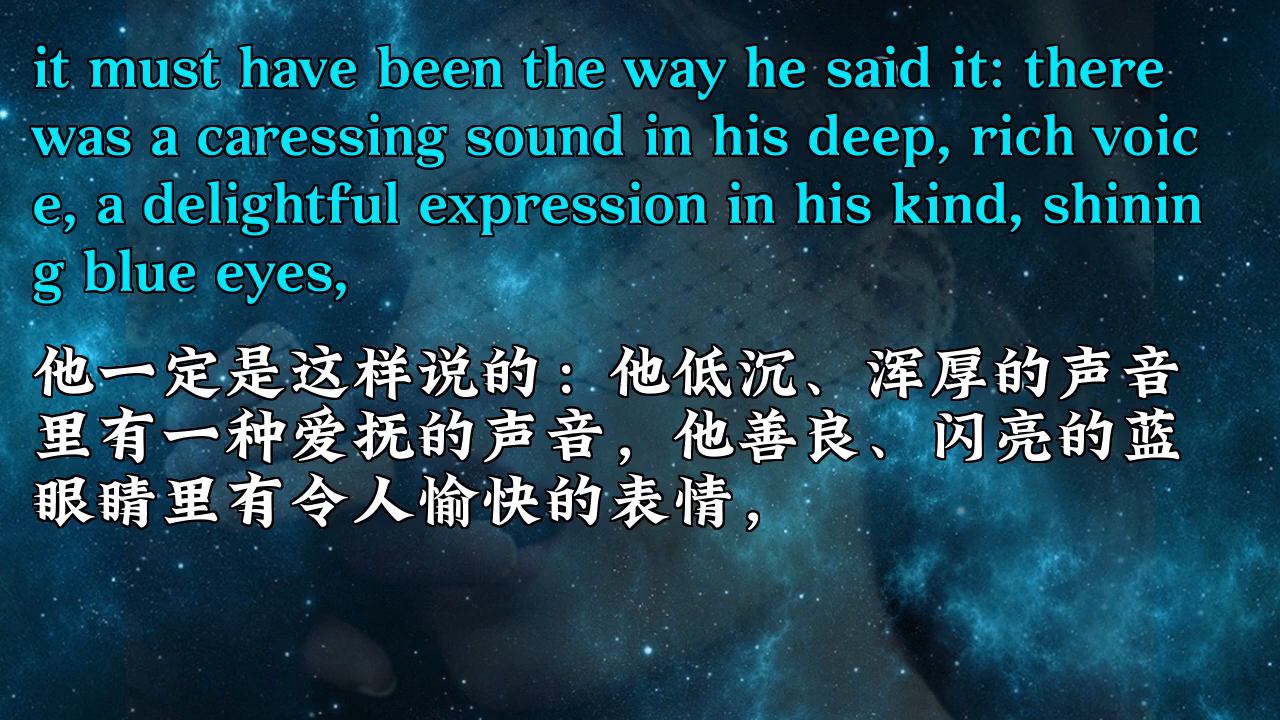 it must have been the way he said it: there
was a caressing sound in his deep, rich voic
e, a delightful expression in his kind, shinin
g blue eyes,
他一定是这样说的：他低沉、浑厚的声音
里有一种爱抚的声音，他善良、闪亮的蓝
眼睛里有令人愉快的表情，